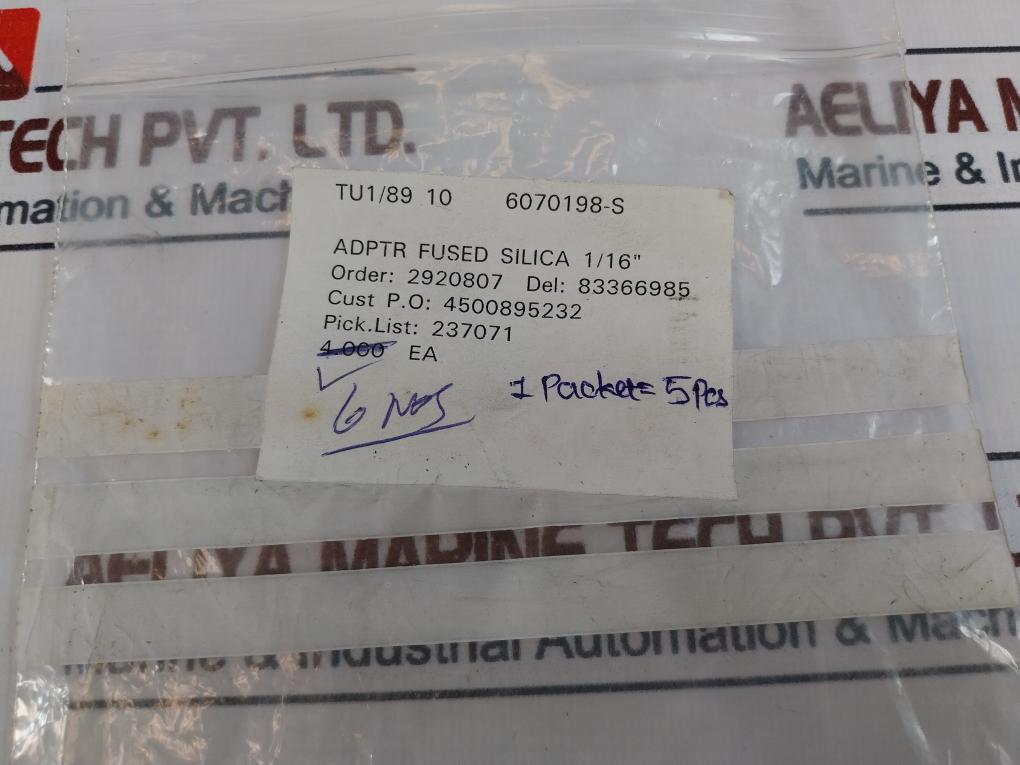 TECH PVT. LTD.
mation & Mach
AELIYA M
Marine & In
TU1/89 10 6070198-S
ADPTR FUSED SILICA 1/16"
Order: 2920807 Del: 83366985
Cust P.O: 4500895232
Pick.List: 237071
4.000 EA
6 NOS
1 Packet = 5 Pcs
AELIYA MARINE TECH PVT. L
Marine & Industrial Automation & Mach